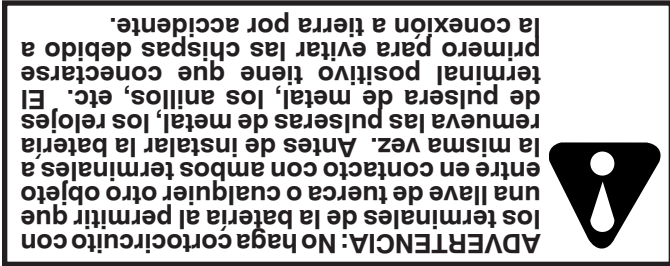 ADVERTENCIA: No haga cortocircuito con
los terminales de la batería al permitir que
una llave de tuerca o cualquier otro objeto
entre en contacto con ambos terminales a
la misma vez. Antes de instalar la batería
remueva las pulseras de metal, los relojes
de pulsera de metal, los anillos, etc. El
terminal positivo tiene que conectarse
primero para evitar las chispas debido a
la conexión a tierra por accidente.